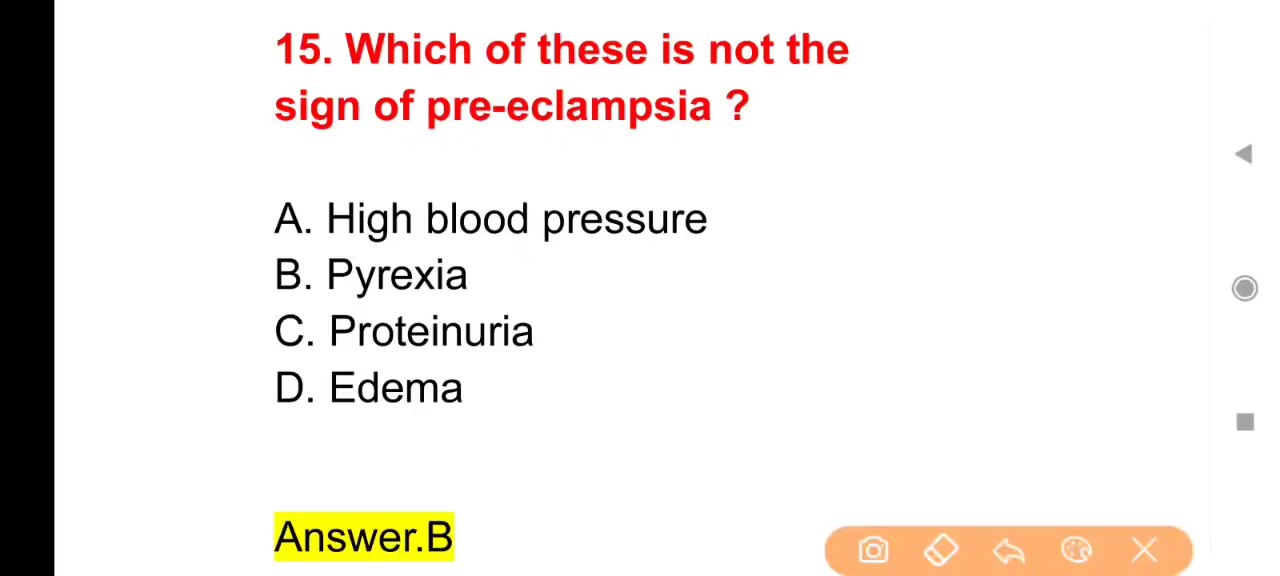 15. Which of these is not the
sign of pre-eclampsia ?
A. High blood pressure
B. Pyrexia
C. Proteinuria
D. Edema
Answer.B